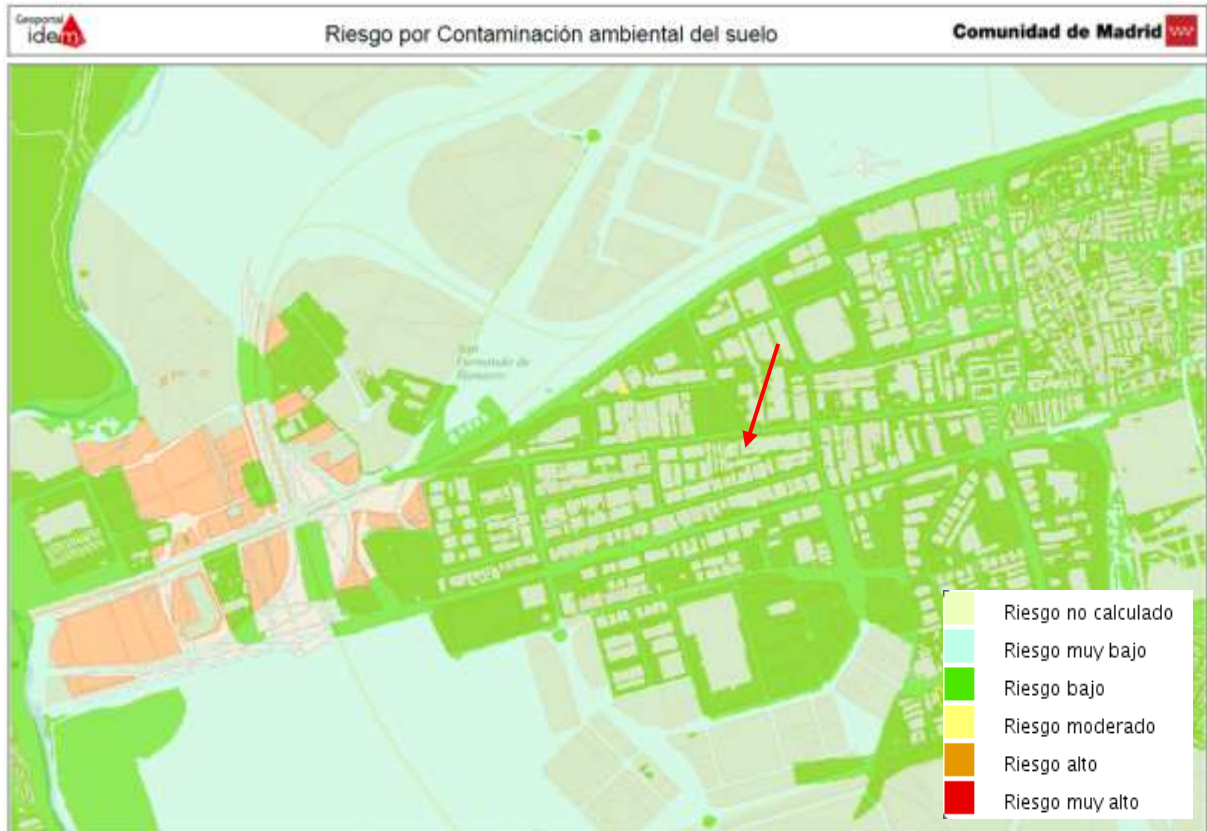 Geoportal
idem
Riesgo por Contaminación ambiental del suelo
Comunidad de Madrid
San
Fernando de
Henares
Riesgo no calculado
Riesgo muy bajo
Riesgo bajo
Riesgo moderado
Riesgo alto
Riesgo muy alto